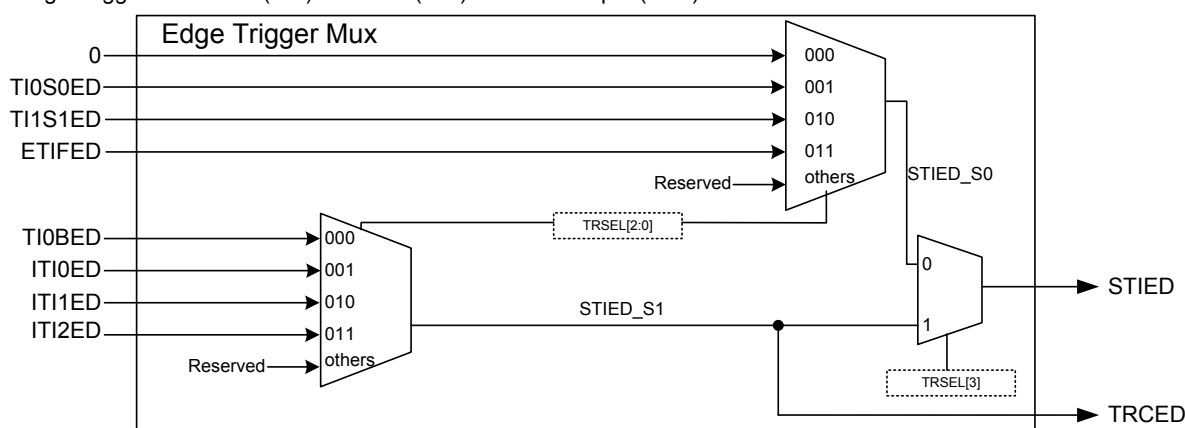 Edge Trigger Mux
0
000
TI0S0ED
001
TI1S1ED
010
ETIFED
011
Reserved
others
STIED_S0
TRSEL[2:0]
TI0BED
000
ITI0ED
001
0
ITI1ED
010
STIED_S1
STIED
ITI2ED
011
1
Reserved
others
TRSEL[3]
TRCED